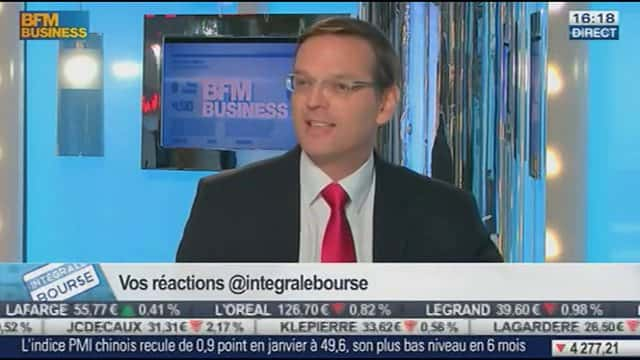 BFM
BUSINESS
16:18
DIRECT
BFM
BUSINESS
INTEGRALE
BOURSE
Vos réactions @integralebourse
LAFARGE 55.77 € 0.41 % L'OREAL 126.70 € 0.82 % LEGRAND 39.60 € 0.98 %
0.52 % JCDECAUX 31.31 € 2.17 % KLEPIERRE 33.62 € 0.56 % LAGARDERE 26.50 €
L'indice PMI chinois recule de 0,9 point en janvier à 49,6, son plus bas niveau en 6 mois 4 277,21